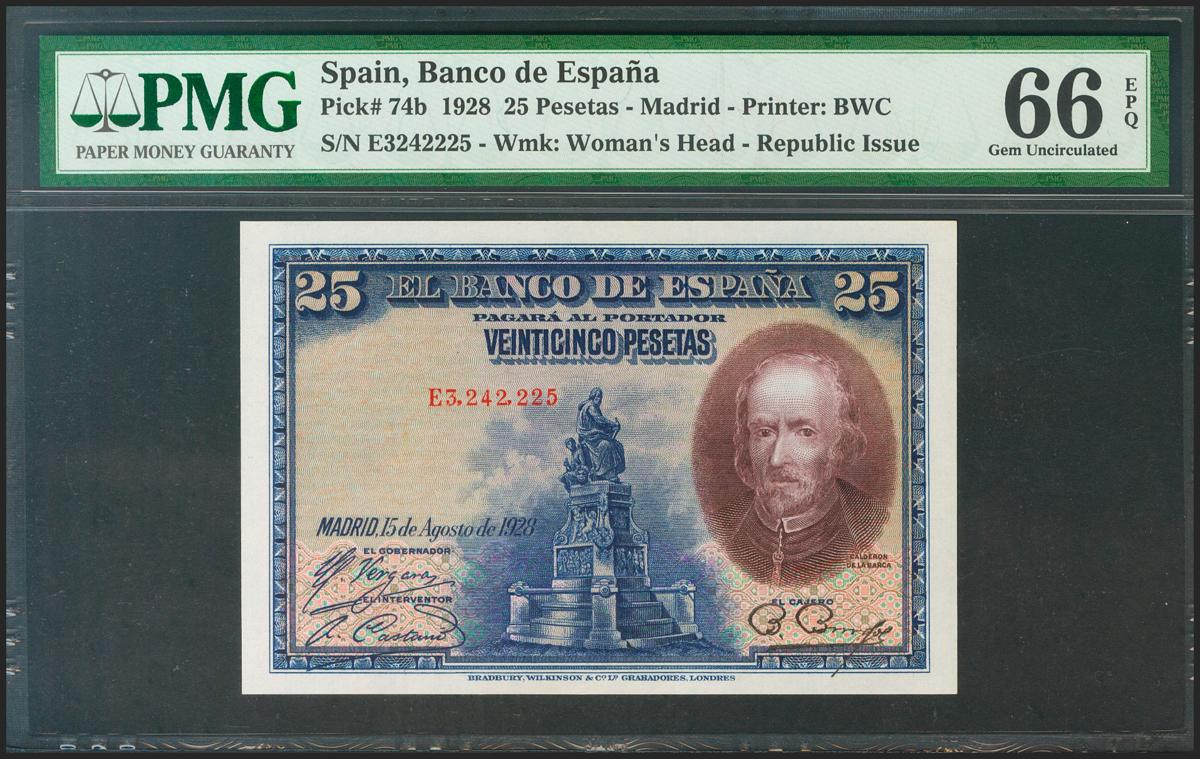 PMG
PAPER MONEY GUARANTY
Spain, Banco de España
Pick# 74b 1928 25 Pesetas - Madrid - Printer: BWC
S/N E3242225 - Wmk: Woman's Head - Republic Issue
66
EPQ
Gem Uncirculated
25 EL BANCO DE ESPAÑA 25
PAGARÁ AL PORTADOR
VEINTICINCO PESETAS
E3.242.225
MADRID, 15 de Agosto de 1928
EL GOBERNADOR
Vergara
EL INTERVENTOR
CALDERON
DE LA BARCA
EL CAJERO
BRADBURY, WILKINSON & Cº Lº GRABADORES, LONDRES